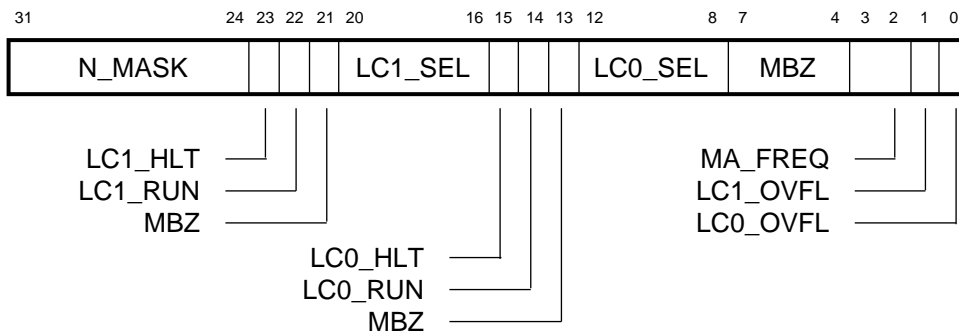 31 24 23 22 21 20 16 15 14 13 12 8 7 4 3 2 1 0
N_MASK LC1_SEL LC0_SEL MBZ
LC1_HLT MA_FREQ
LC1_RUN LC1_OVFL
MBZ LC0_OVFL
LC0_HLT
LC0_RUN
MBZ